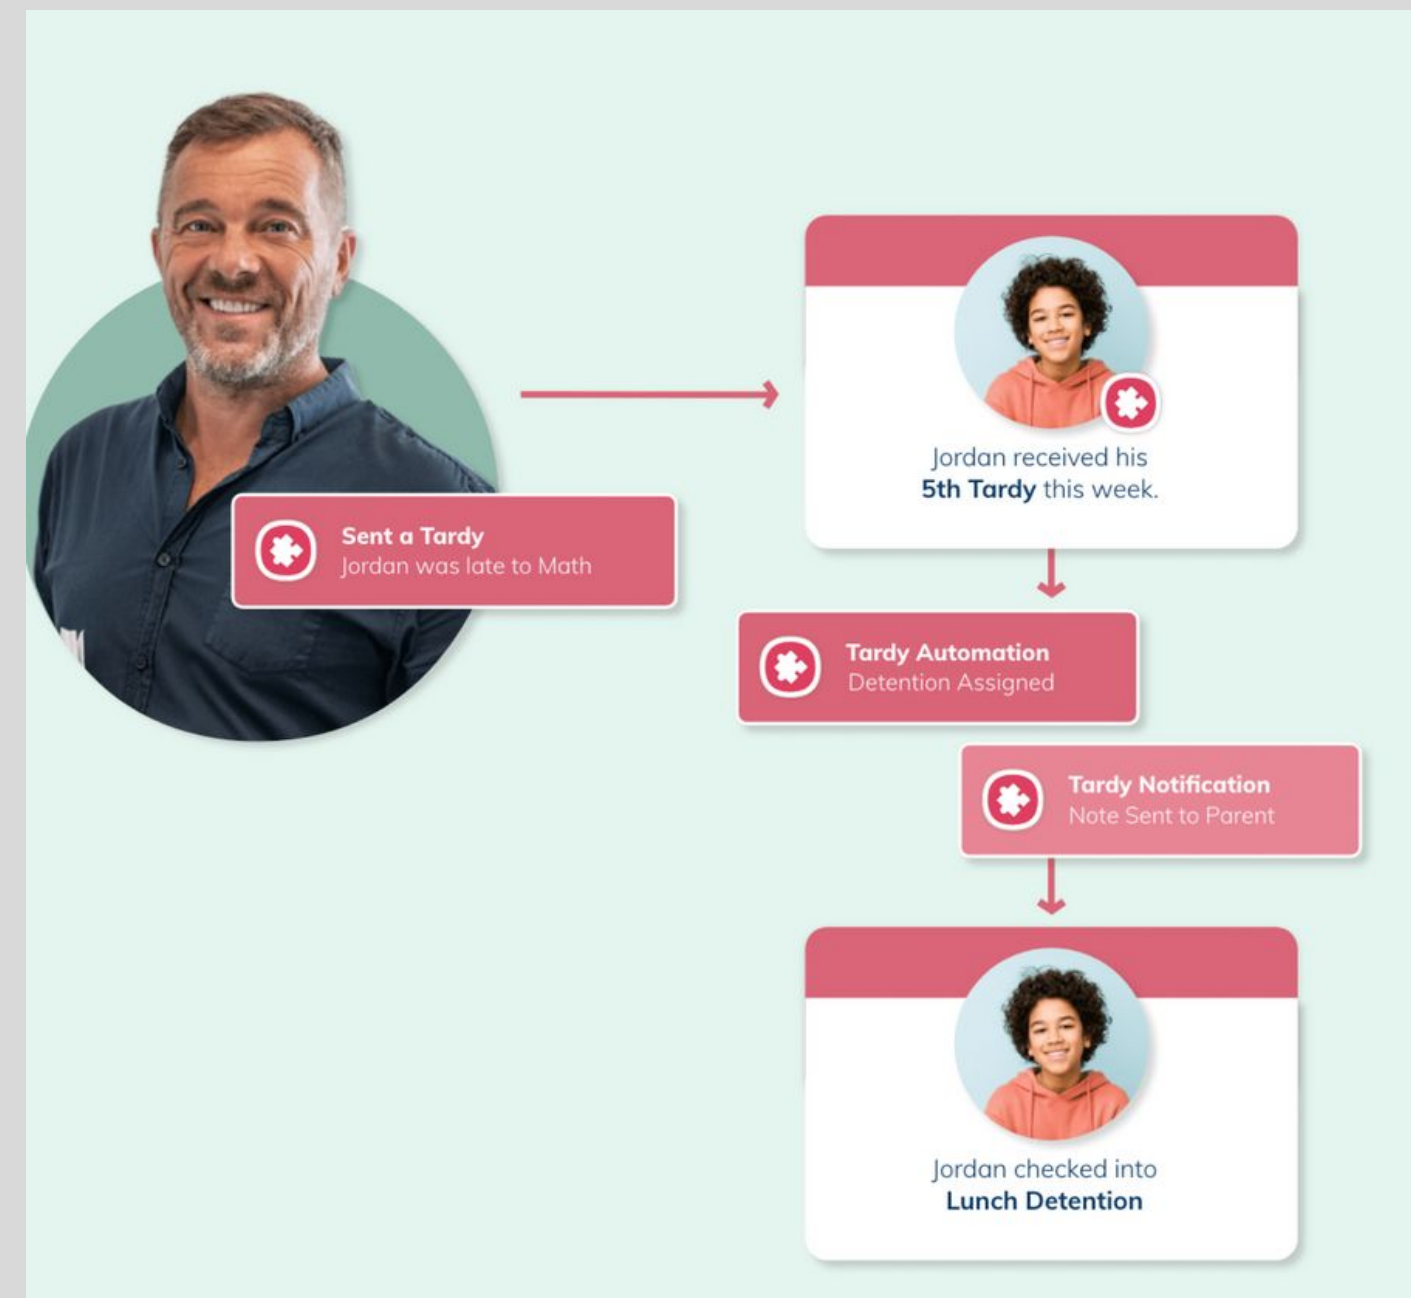 Sent a Tardy
Jordan was late to Math
Jordan received his
5th Tardy this week.
Tardy Automation
Detention Assigned
Tardy Notification
Note Sent to Parent
Jordan checked into
Lunch Detention